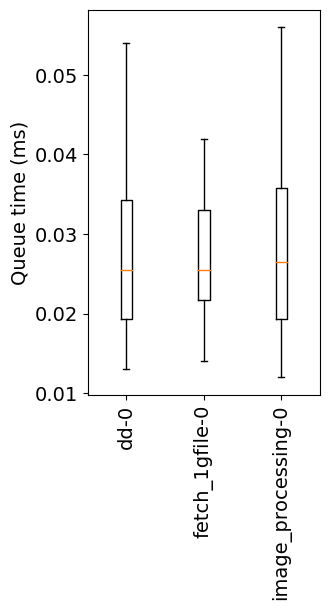 Queue time (ms)
0.05
0.04
0.03
0.02
0.01
dd-0
fetch_1gfile-0
image_processing-0